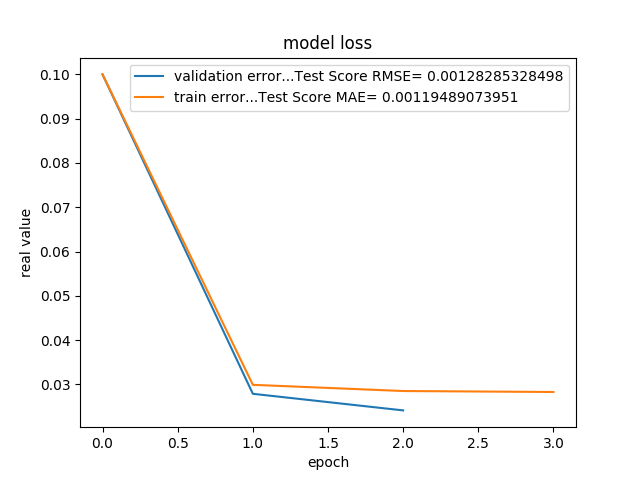 model loss
validation error...Test Score RMSE= 0.00128285328498
train error...Test Score MAE= 0.00119489073951
real value
0.10
0.09
0.08
0.07
0.06
0.05
0.04
0.03
0.0 0.5 1.0 1.5 2.0 2.5 3.0
epoch